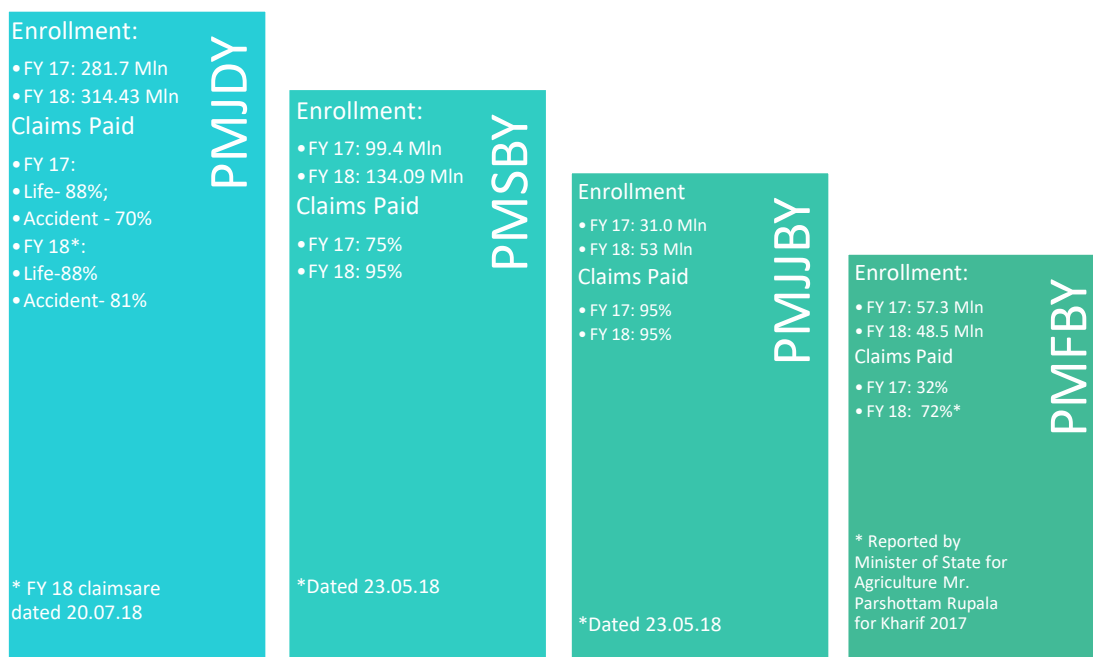 Enrollment:
•FY 17: 281.7 Mln
•FY 18: 314.43 Mln
Claims Paid
•FY 17:
•Life- 88%;
•Accident - 70%
•FY 18*:
•Life-88%
•Accident- 81%
* FY 18 claimsare
dated 20.07.18
PMJDY
Enrollment:
•FY 17: 99.4 Mln
•FY 18: 134.09 Mln
Claims Paid
•FY 17: 75%
•FY 18: 95%
*Dated 23.05.18
PMSBY
Enrollment
• FY 17: 31.0 Mln
• FY 18: 53 Mln
Claims Paid
• FY 17: 95%
• FY 18: 95%
*Dated 23.05.18
PMJJBY
Enrollment:
• FY 17: 57.3 Mln
• FY 18: 48.5 Mln
Claims Paid
• FY 17: 32%
• FY 18: 72%*
* Reported by
Minister of State for
Agriculture Mr.
Parshottam Rupala
for Kharif 2017
PMFBY